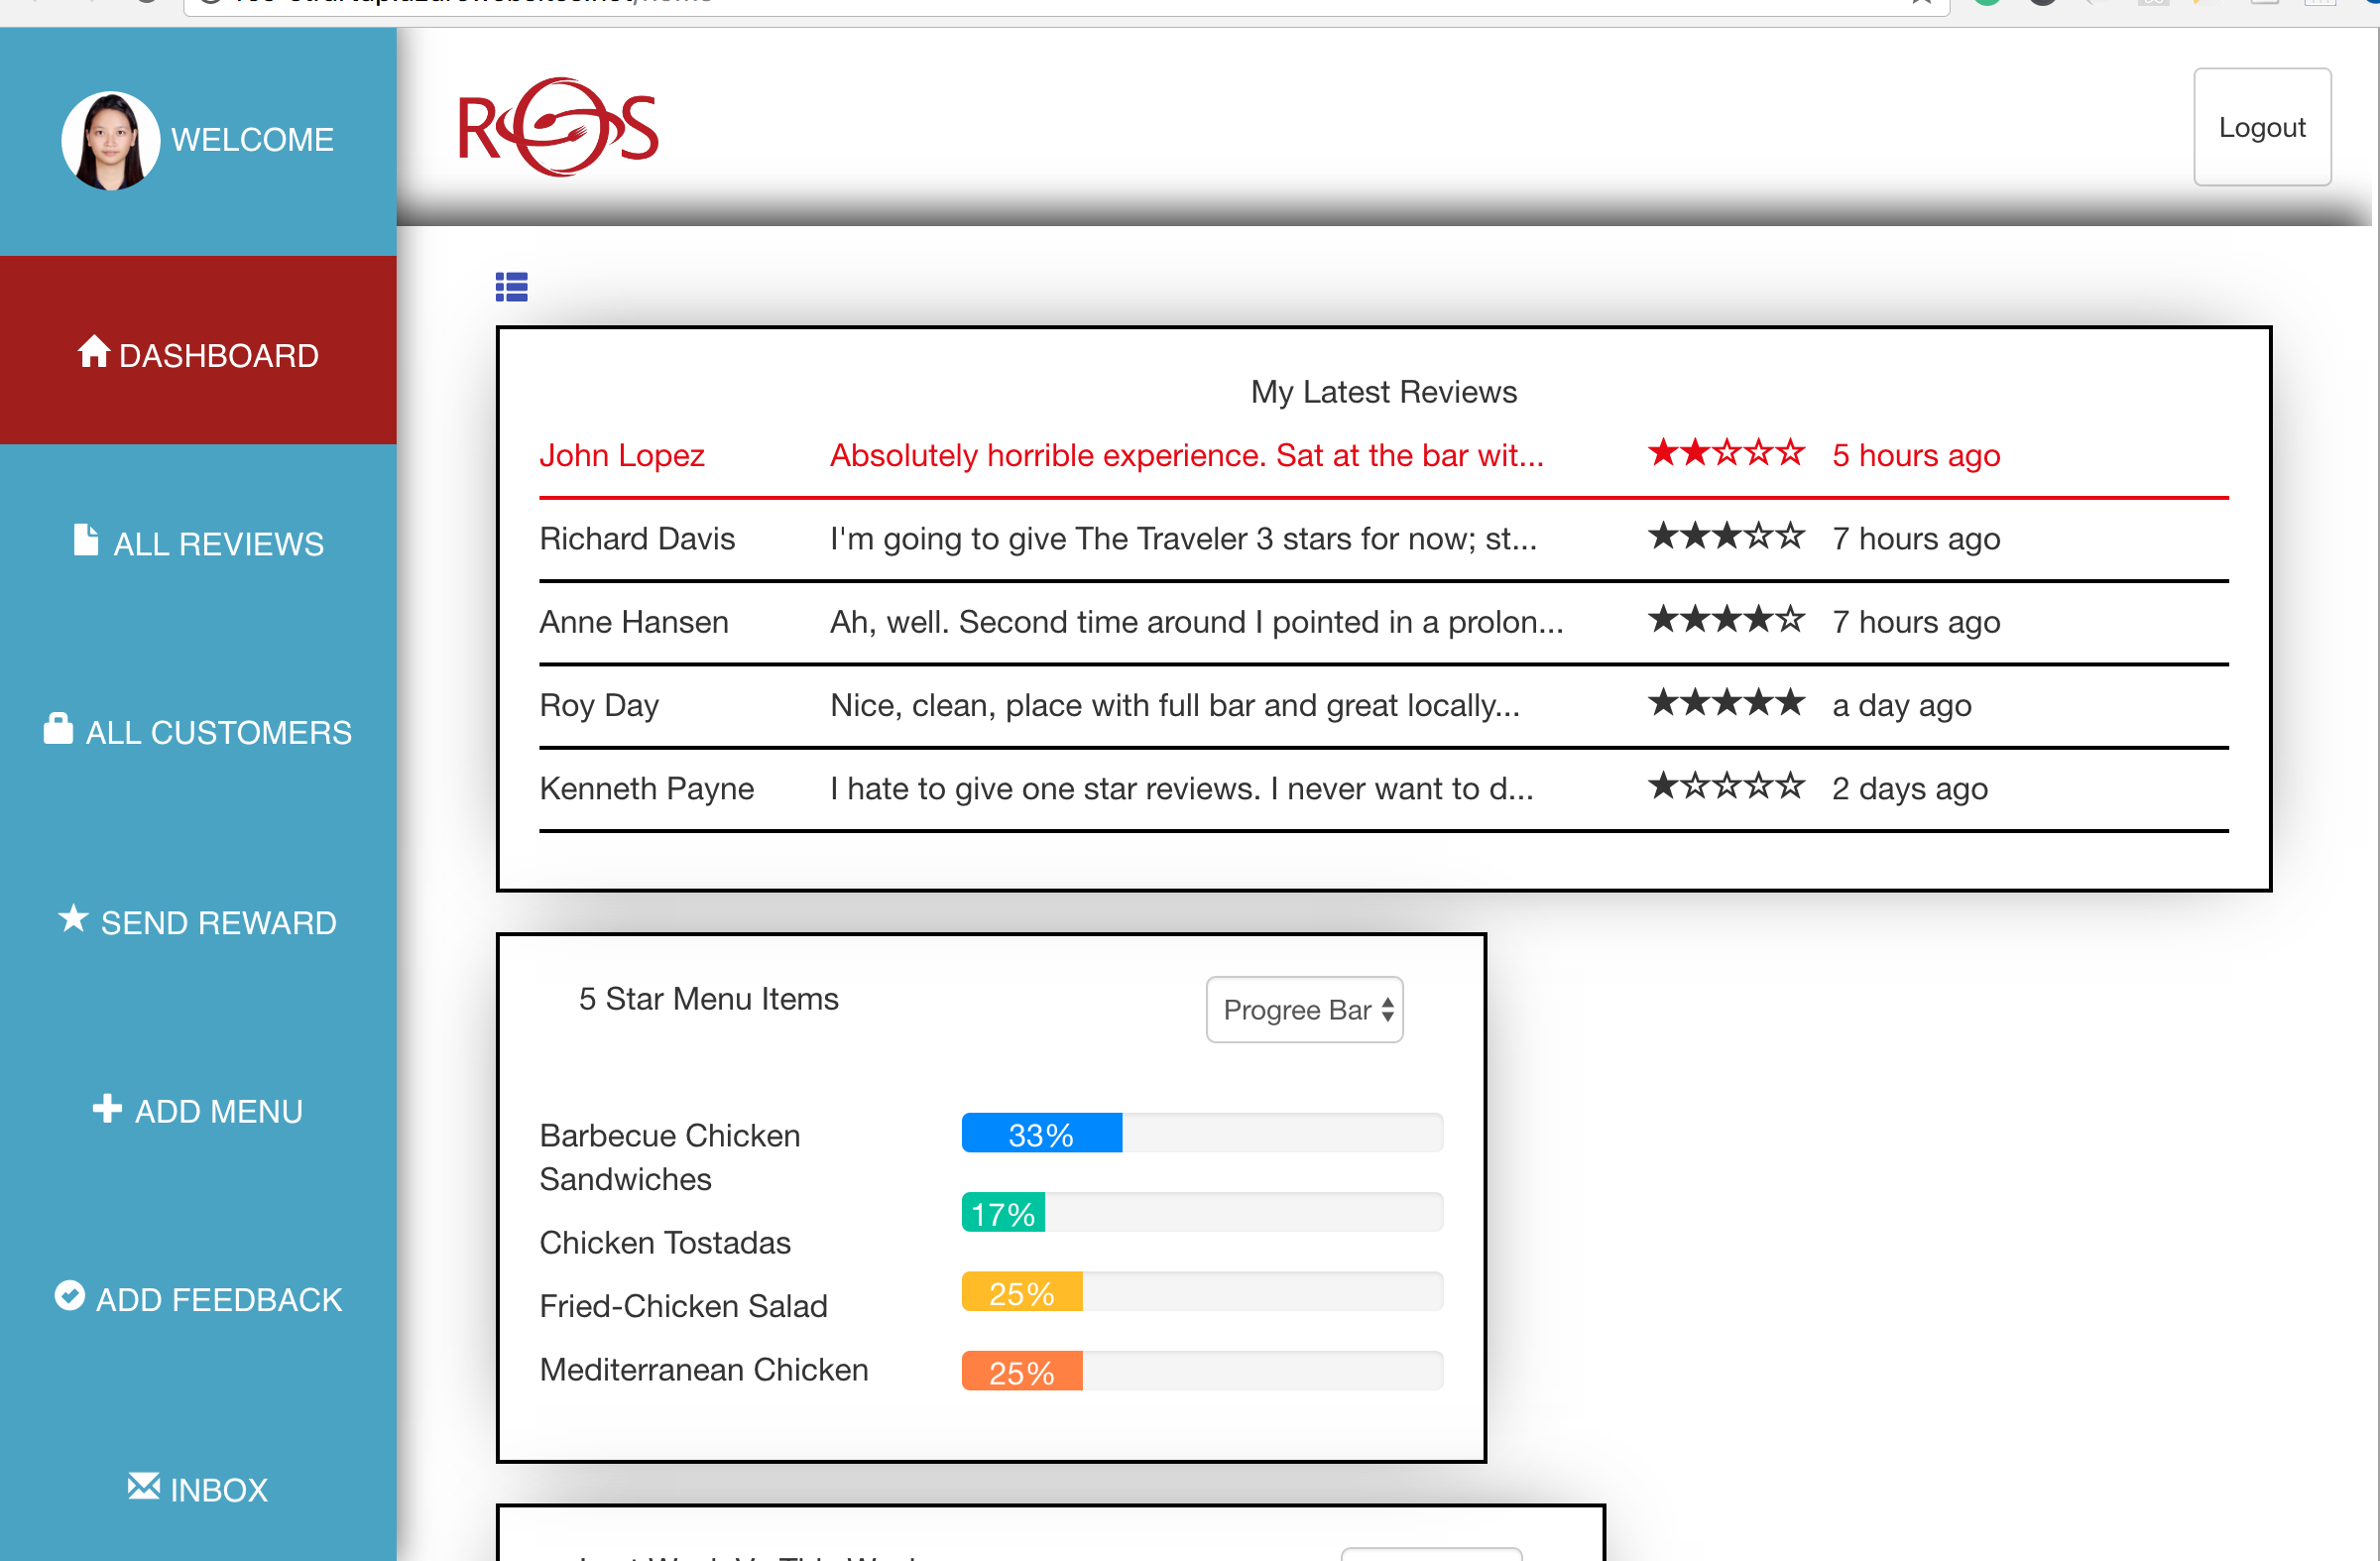 WELCOME
ROS
Logout
DASHBOARD
ALL REVIEWS
ALL CUSTOMERS
SEND REWARD
ADD MENU
ADD FEEDBACK
INBOX
My Latest Reviews
John Lopez Absolutely horrible experience. Sat at the bar wit... ★★☆☆☆ 5 hours ago
Richard Davis I'm going to give The Traveler 3 stars for now; st... ★★★☆☆ 7 hours ago
Anne Hansen Ah, well. Second time around I pointed in a prolon... ★★★★☆ 7 hours ago
Roy Day Nice, clean, place with full bar and great locally... ★★★★★ a day ago
Kenneth Payne I hate to give one star reviews. I never want to d... ★☆☆☆☆ 2 days ago
5 Star Menu Items
Progree Bar
Barbecue Chicken
Sandwiches
Chicken Tostadas
Fried-Chicken Salad
Mediterranean Chicken
33%
17%
25%
25%